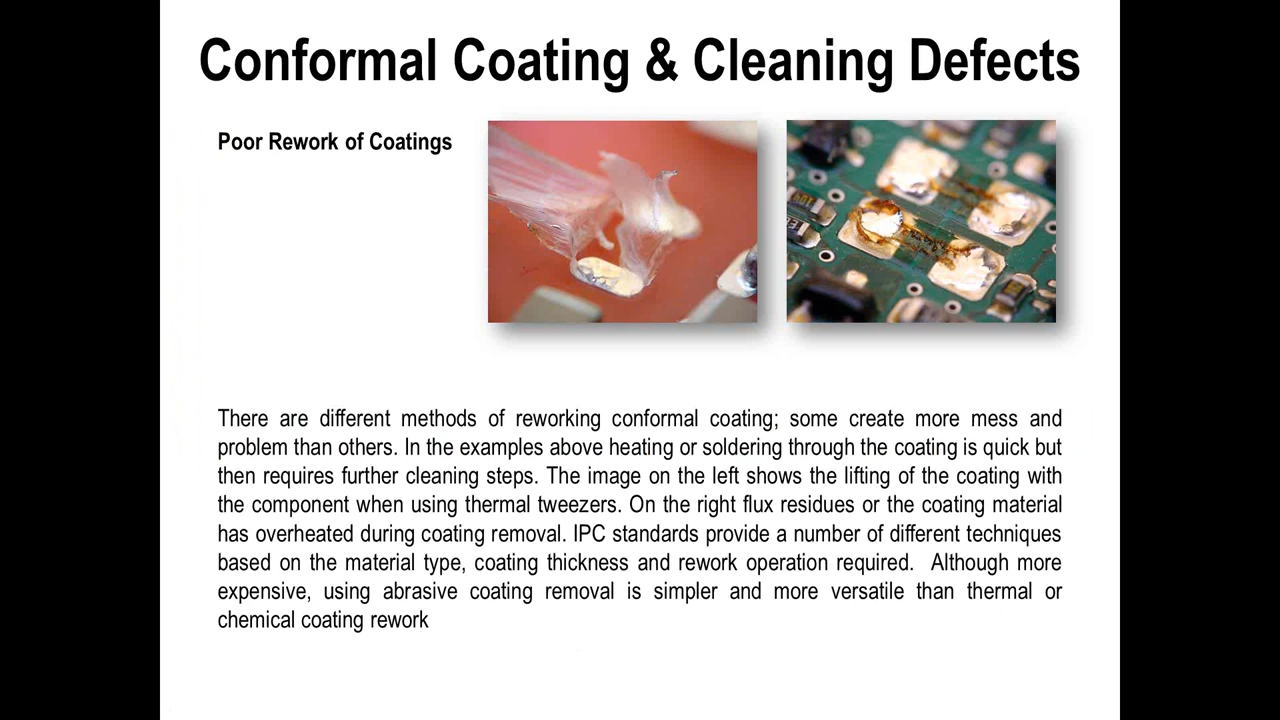 Conformal Coating & Cleaning Defects
Poor Rework of Coatings
There are different methods of reworking conformal coating; some create more mess and
problem than others. In the examples above heating or soldering through the coating is quick but
then requires further cleaning steps. The image on the left shows the lifting of the coating with
the component when using thermal tweezers. On the right flux residues or the coating material
has overheated during coating removal. IPC standards provide a number of different techniques
based on the material type, coating thickness and rework operation required.  Although more
expensive, using abrasive coating removal is simpler and more versatile than thermal or
chemical coating rework